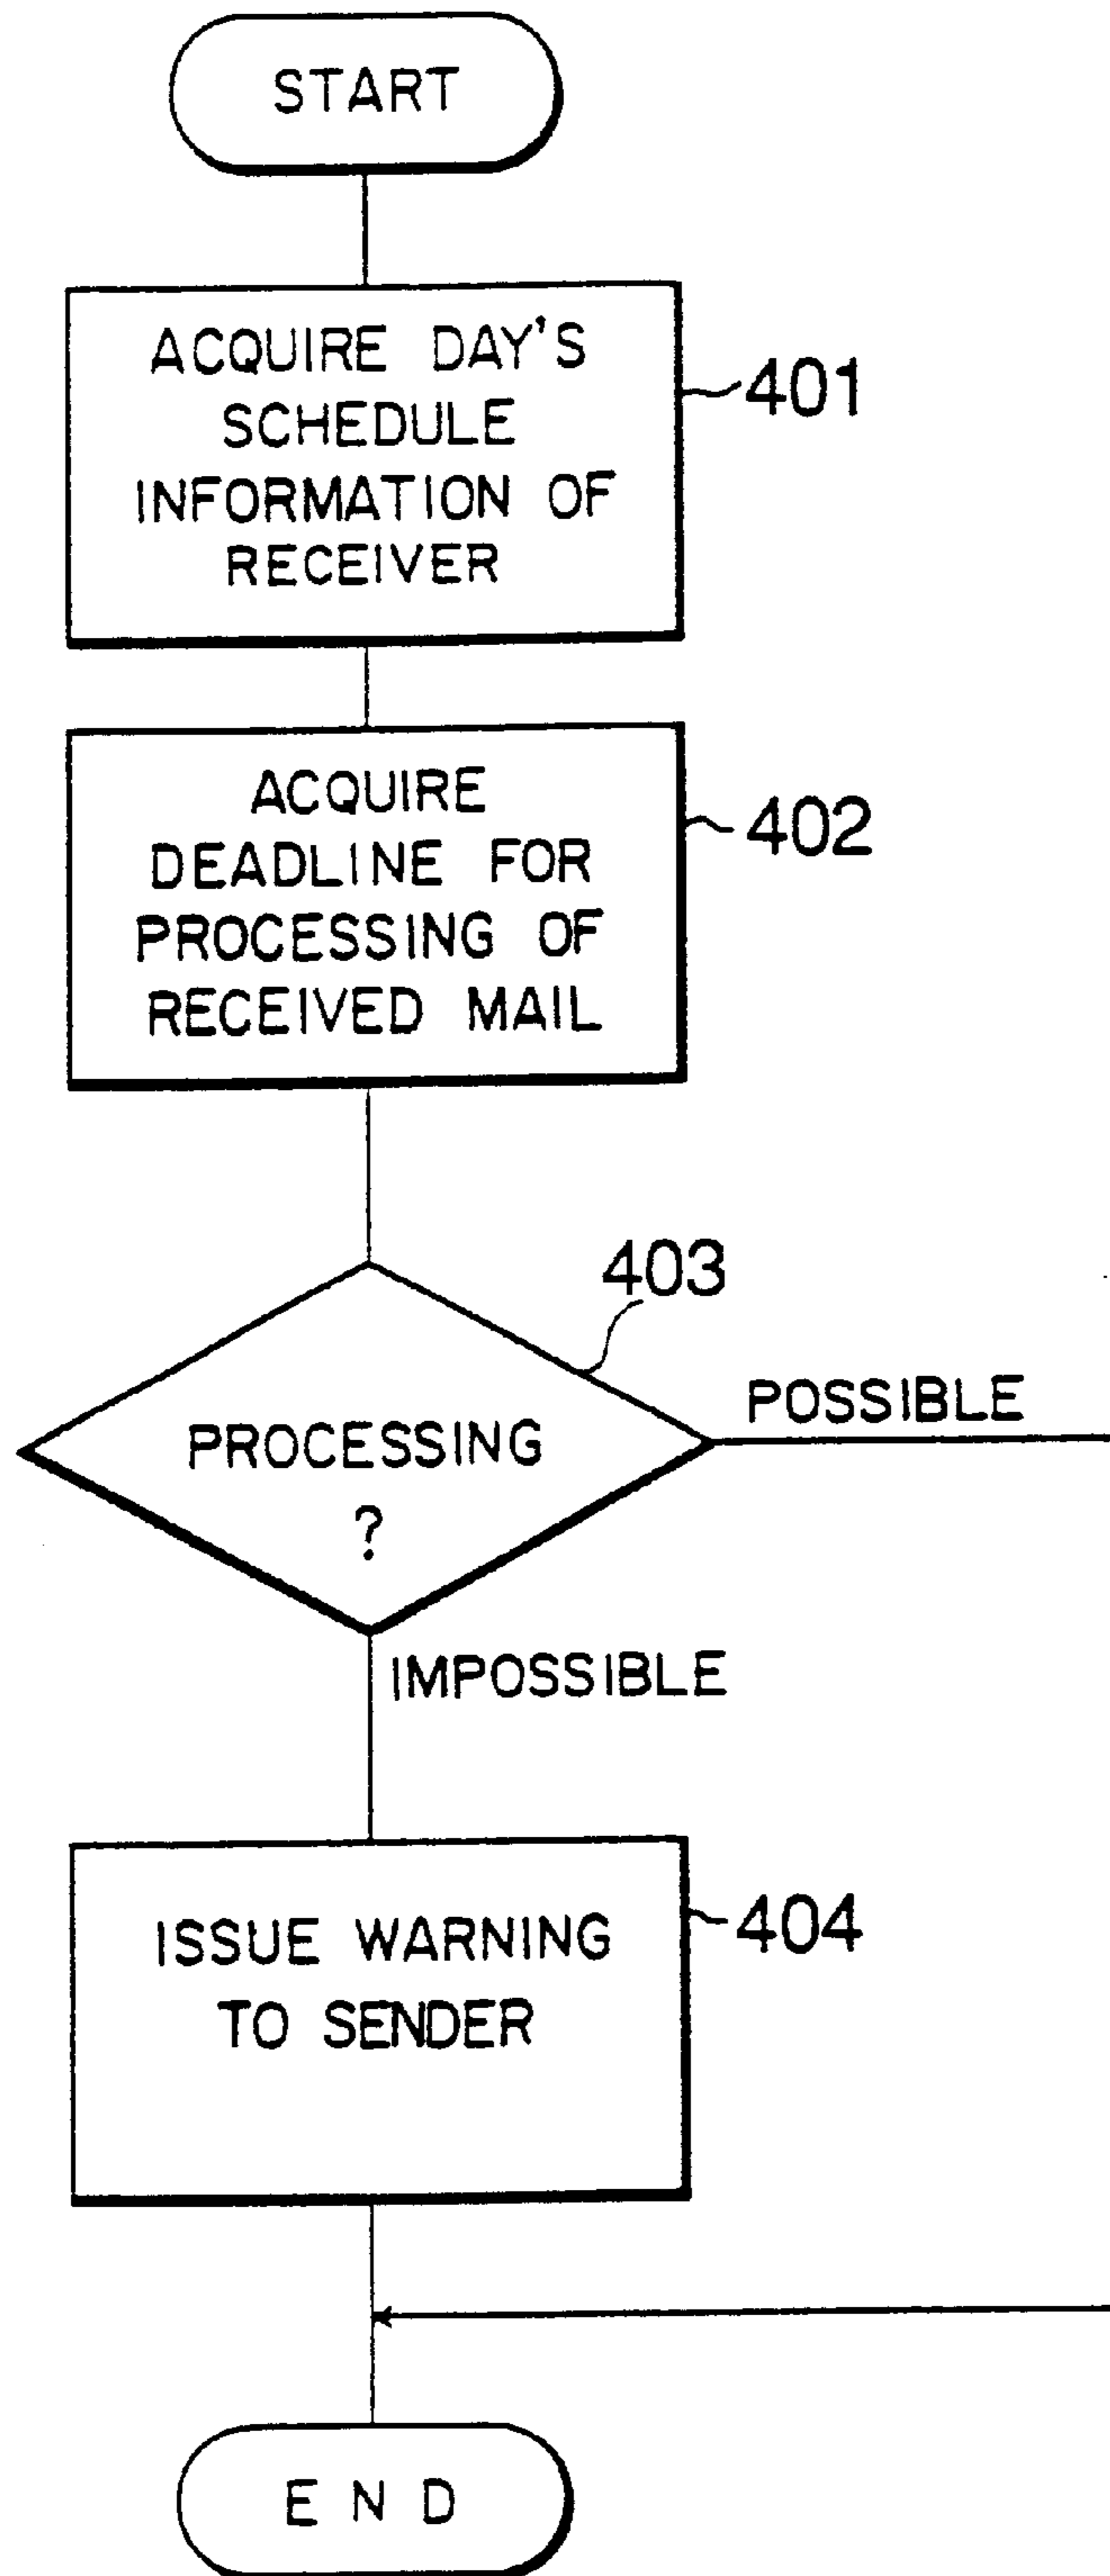 START
ACQUIRE DAY'S
SCHEDULE
INFORMATION OF
RECEIVER
401
ACQUIRE
DEADLINE FOR
PROCESSING OF
RECEIVED MAIL
402
403
POSSIBLE
PROCESSING
?
IMPOSSIBLE
ISSUE WARNING
TO SENDER
404
END